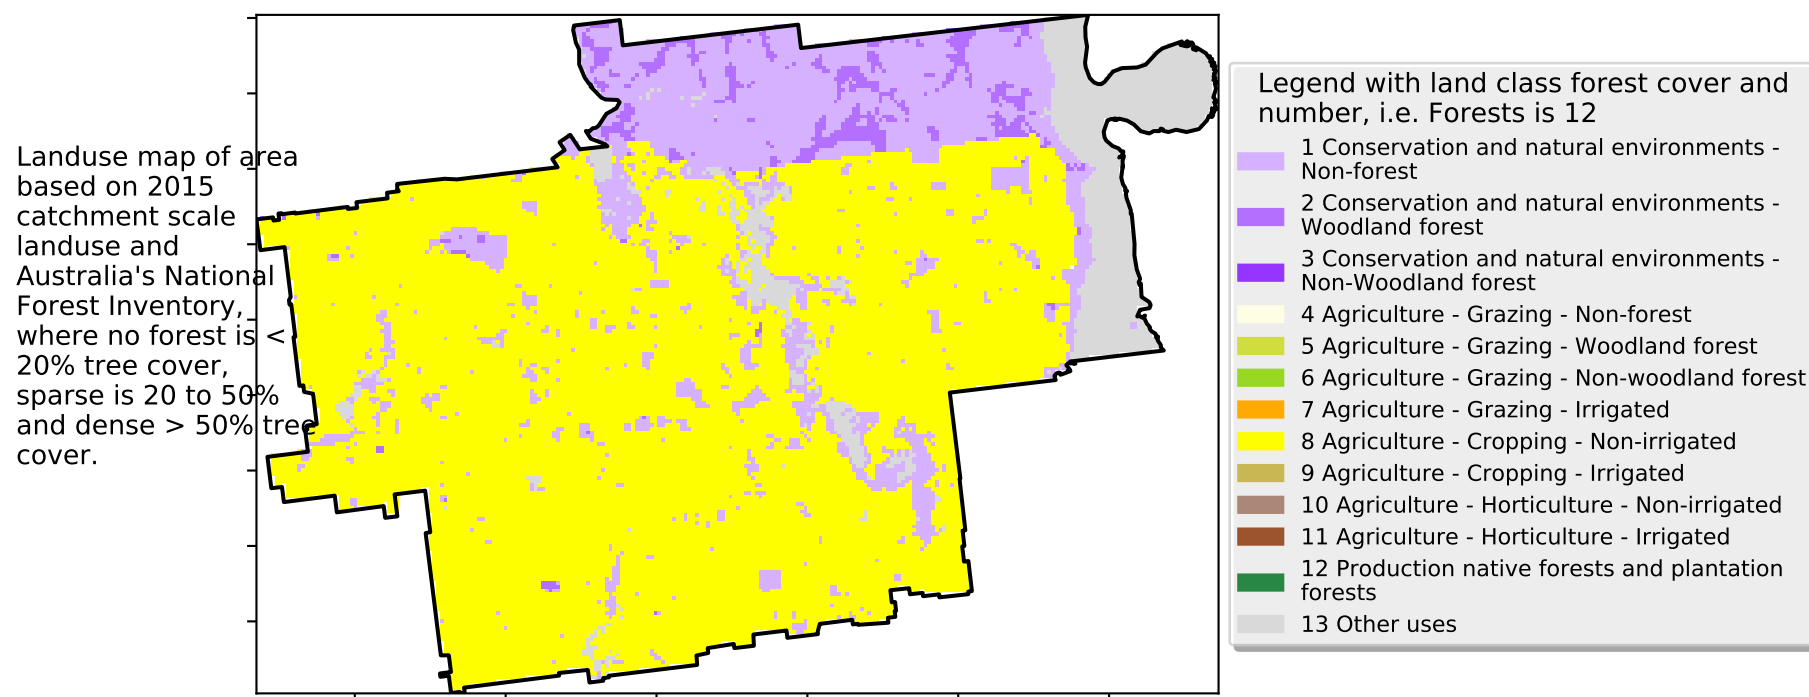 Landuse map of area
based on 2015
catchment scale
landuse and
Australia's National
Forest Inventory,
where no forest is <
20% tree cover,
sparse is 20 to 50%
and dense > 50% tree
cover.
Legend with land class forest cover and
number, i.e. Forests is 12
1 Conservation and natural environments -
Non-forest
2 Conservation and natural environments -
Woodland forest
3 Conservation and natural environments -
Non-Woodland forest
4 Agriculture - Grazing - Non-forest
5 Agriculture - Grazing - Woodland forest
6 Agriculture - Grazing - Non-woodland forest
7 Agriculture - Grazing - Irrigated
8 Agriculture - Cropping - Non-irrigated
9 Agriculture - Cropping - Irrigated
10 Agriculture - Horticulture - Non-irrigated
11 Agriculture - Horticulture - Irrigated
12 Production native forests and plantation
forests
13 Other uses